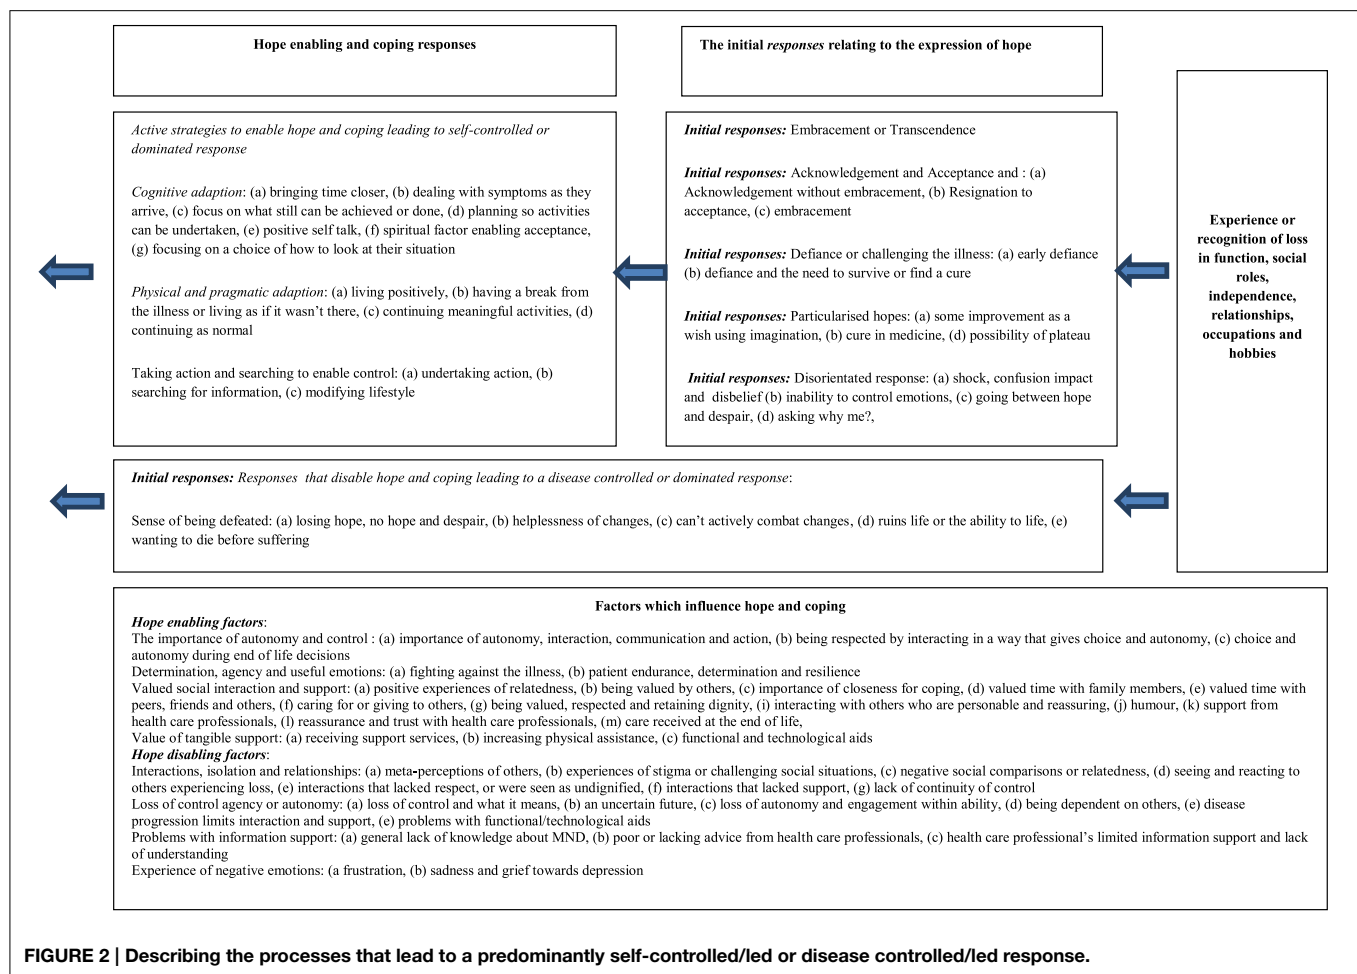 Hope enabling and coping responses
The initial responses relating to the expression of hope
Active strategies to enable hope and coping leading to self-controlled or
dominated response
Cognitive adaption: (a) bringing time closer, (b) dealing with symptoms as they
arrive, (c) focus on what still can be achieved or done, (d) planning so activities
can be undertaken, (e) positive self talk, (f) spiritual factor enabling acceptance,
(g) focusing on a choice of how to look at their situation
Physical and pragmatic adaption: (a) living positively, (b) having a break from
the illness or living as if it wasn't there, (c) continuing meaningful activities, (d)
continuing as normal
Taking action and searching to enable control: (a) undertaking action, (b)
searching for information, (c) modifying lifestyle
Initial responses: Embracement or Transcendence
Initial responses: Acknowledgement and Acceptance and : (a)
Acknowledgement without embracement, (b) Resignation to
acceptance, (c) embracement
Initial responses: Defiance or challenging the illness: (a) early defiance
(b) defiance and the need to survive or find a cure
Initial responses: Particularised hopes: (a) some improvement as a
wish using imagination, (b) cure in medicine, (d) possibility of plateau
Initial responses: Disorientated response: (a) shock, confusion impact
and disbelief (b) inability to control emotions, (c) going between hope
and despair, (d) asking why me?,
Experience or
recognition of loss
in function, social
roles,
independence,
relationships,
occupations and
hobbies
Initial responses: Responses that disable hope and coping leading to a disease controlled or dominated response:
Sense of being defeated: (a) losing hope, no hope and despair, (b) helplessness of changes, (c) can't actively combat changes, (d) ruins life or the ability to life, (e)
wanting to die before suffering
Factors which influence hope and coping
Hope enabling factors:
The importance of autonomy and control : (a) importance of autonomy, interaction, communication and action, (b) being respected by interacting in a way that gives choice and autonomy, (c) choice and
autonomy during end of life decisions
Determination, agency and useful emotions: (a) fighting against the illness, (b) patient endurance, determination and resilience
Valued social interaction and support: (a) positive experiences of relatedness, (b) being valued by others, (c) importance of closeness for coping, (d) valued time with family members, (e) valued time with
peers, friends and others, (f) caring for or giving to others, (g) being valued, respected and retaining dignity, (i) interacting with others who are personable and reassuring, (j) humour, (k) support from
health care professionals, (l) reassurance and trust with health care professionals, (m) care received at the end of life,
Value of tangible support: (a) receiving support services, (b) increasing physical assistance, (c) functional and technological aids
Hope disabling factors:
Interactions, isolation and relationships: (a) meta-perceptions of others, (b) experiences of stigma or challenging social situations, (c) negative social comparisons or relatedness, (d) seeing and reacting to
others experiencing loss, (e) interactions that lacked respect, or were seen as undignified, (f) interactions that lacked support, (g) lack of continuity of control
Loss of control agency or autonomy: (a) loss of control and what it means, (b) an uncertain future, (c) loss of autonomy and engagement within ability, (d) being dependent on others, (e) disease
progression limits interaction and support, (e) problems with functional/technological aids
Problems with information support: (a) general lack of knowledge about MND, (b) poor or lacking advice from health care professionals, (c) health care professional's limited information support and lack
of understanding
Experience of negative emotions: (a frustration, (b) sadness and grief towards depression
FIGURE 2 | Describing the processes that lead to a predominantly self-controlled/led or disease controlled/led response.